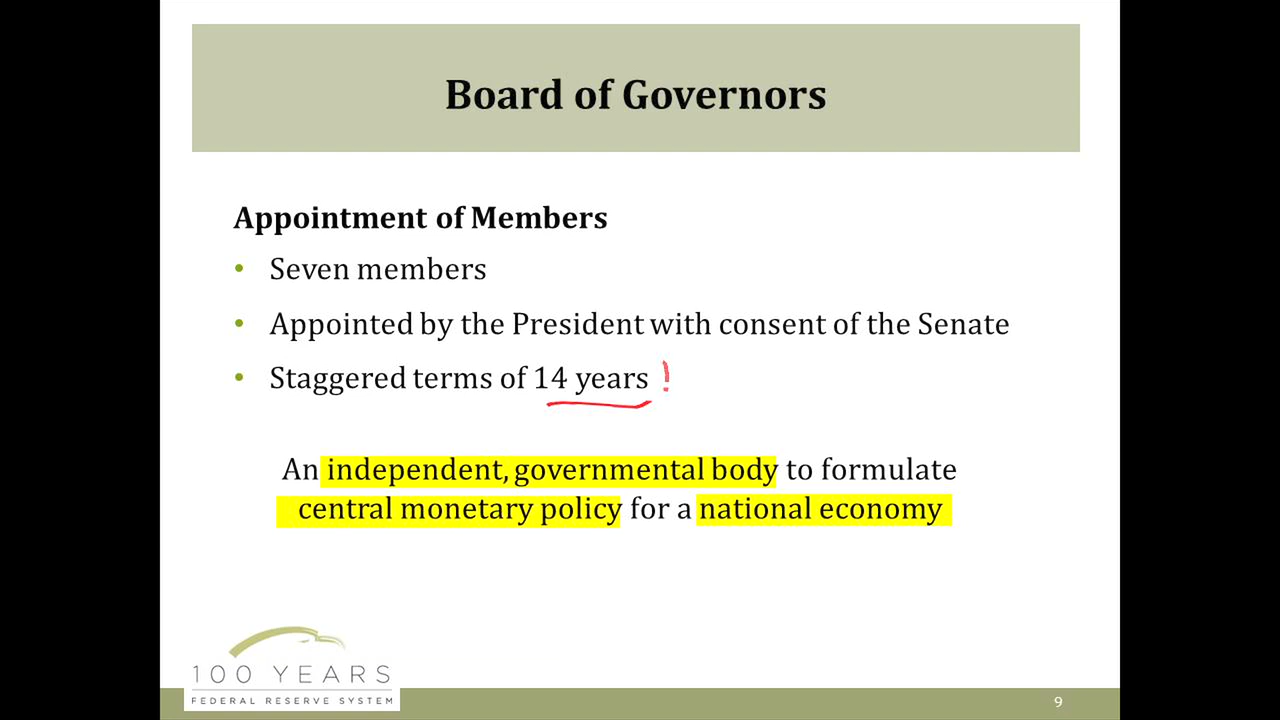 Board of Governors
Appointment of Members
• Seven members
• Appointed by the President with consent of the Senate
• Staggered terms of 14 years !
An independent, governmental body to formulate
central monetary policy for a national economy
100 YEARS
FEDERAL RESERVE SYSTEM
9